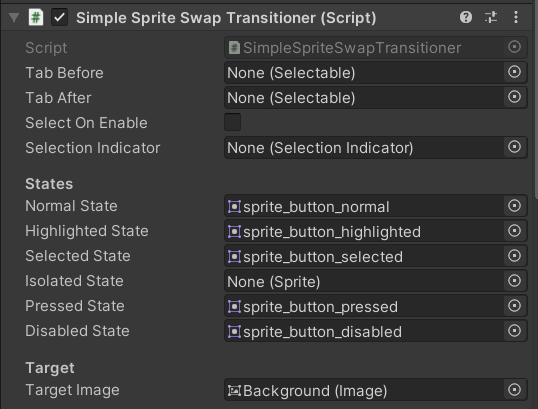 Simple Sprite Swap Transitioner (Script)
Script SimpleSpriteSwapTransitioner
Tab Before None (Selectable)
Tab After None (Selectable)
Select On Enable
Selection Indicator None (Selection Indicator)
States
Normal State sprite_button_normal
Highlighted State sprite_button_highlighted
Selected State sprite_button_selected
Isolated State None (Sprite)
Pressed State sprite_button_pressed
Disabled State sprite_button_disabled
Target
Target Image Background (Image)